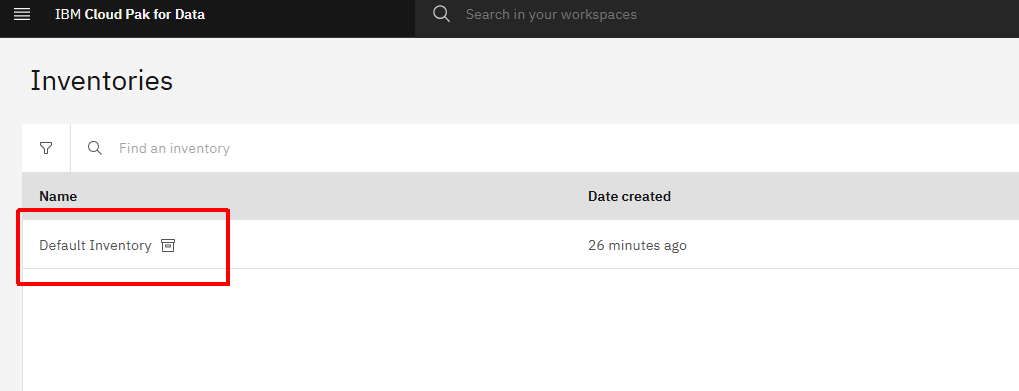 IBM Cloud Pak for Data
Search in your workspaces
Inventories
Find an inventory
Name Date created
Default Inventory 26 minutes ago